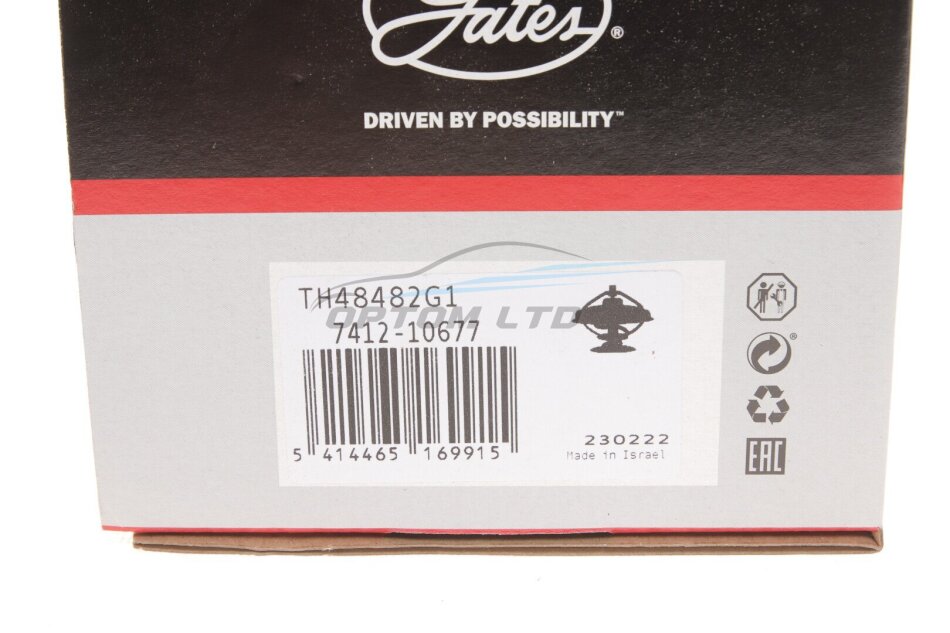 Gates®
DRIVEN BY POSSIBILITY™
TH48482G1
OPTOM LTD
7412-10677
5 414465 169915
230222
Made in Israel
EAC